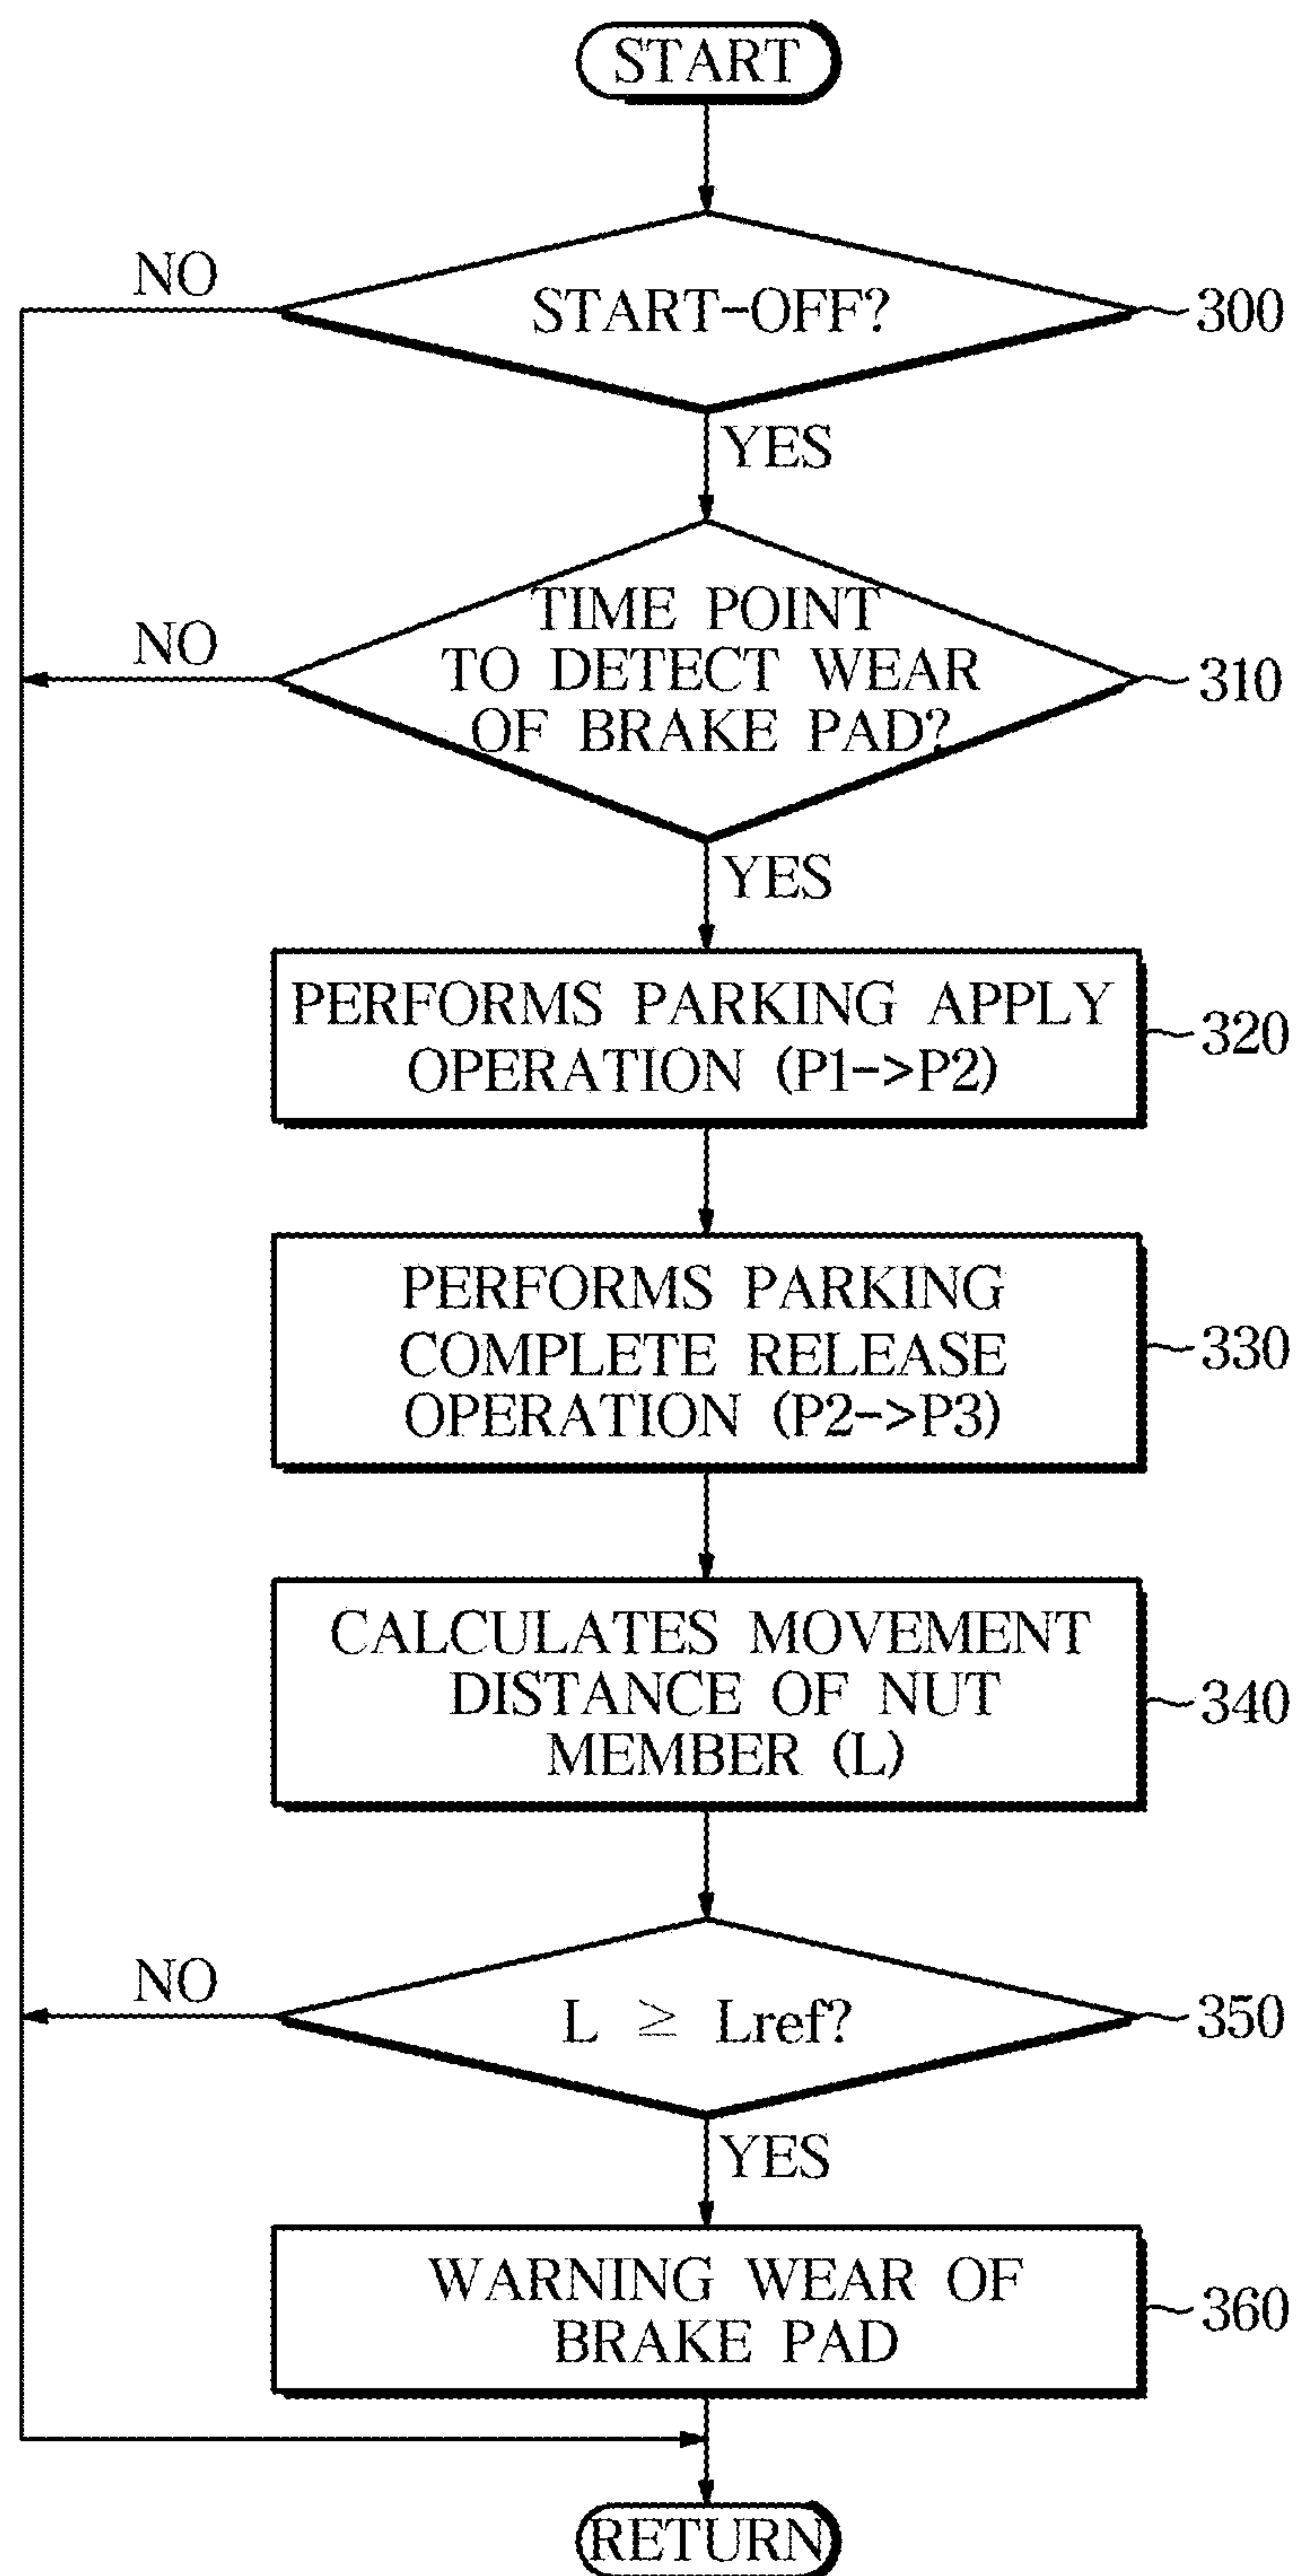 START
NO
START-OFF?
300
YES
NO
TIME POINT
TO DETECT WEAR
OF BRAKE PAD?
310
YES
PERFORMS PARKING APPLY
OPERATION (P1->P2)
320
PERFORMS PARKING
COMPLETE RELEASE
OPERATION (P2->P3)
330
CALCULATES MOVEMENT
DISTANCE OF NUT
MEMBER (L)
340
NO
L ≥ Lref?
350
YES
WARNING WEAR OF
BRAKE PAD
360
RETURN